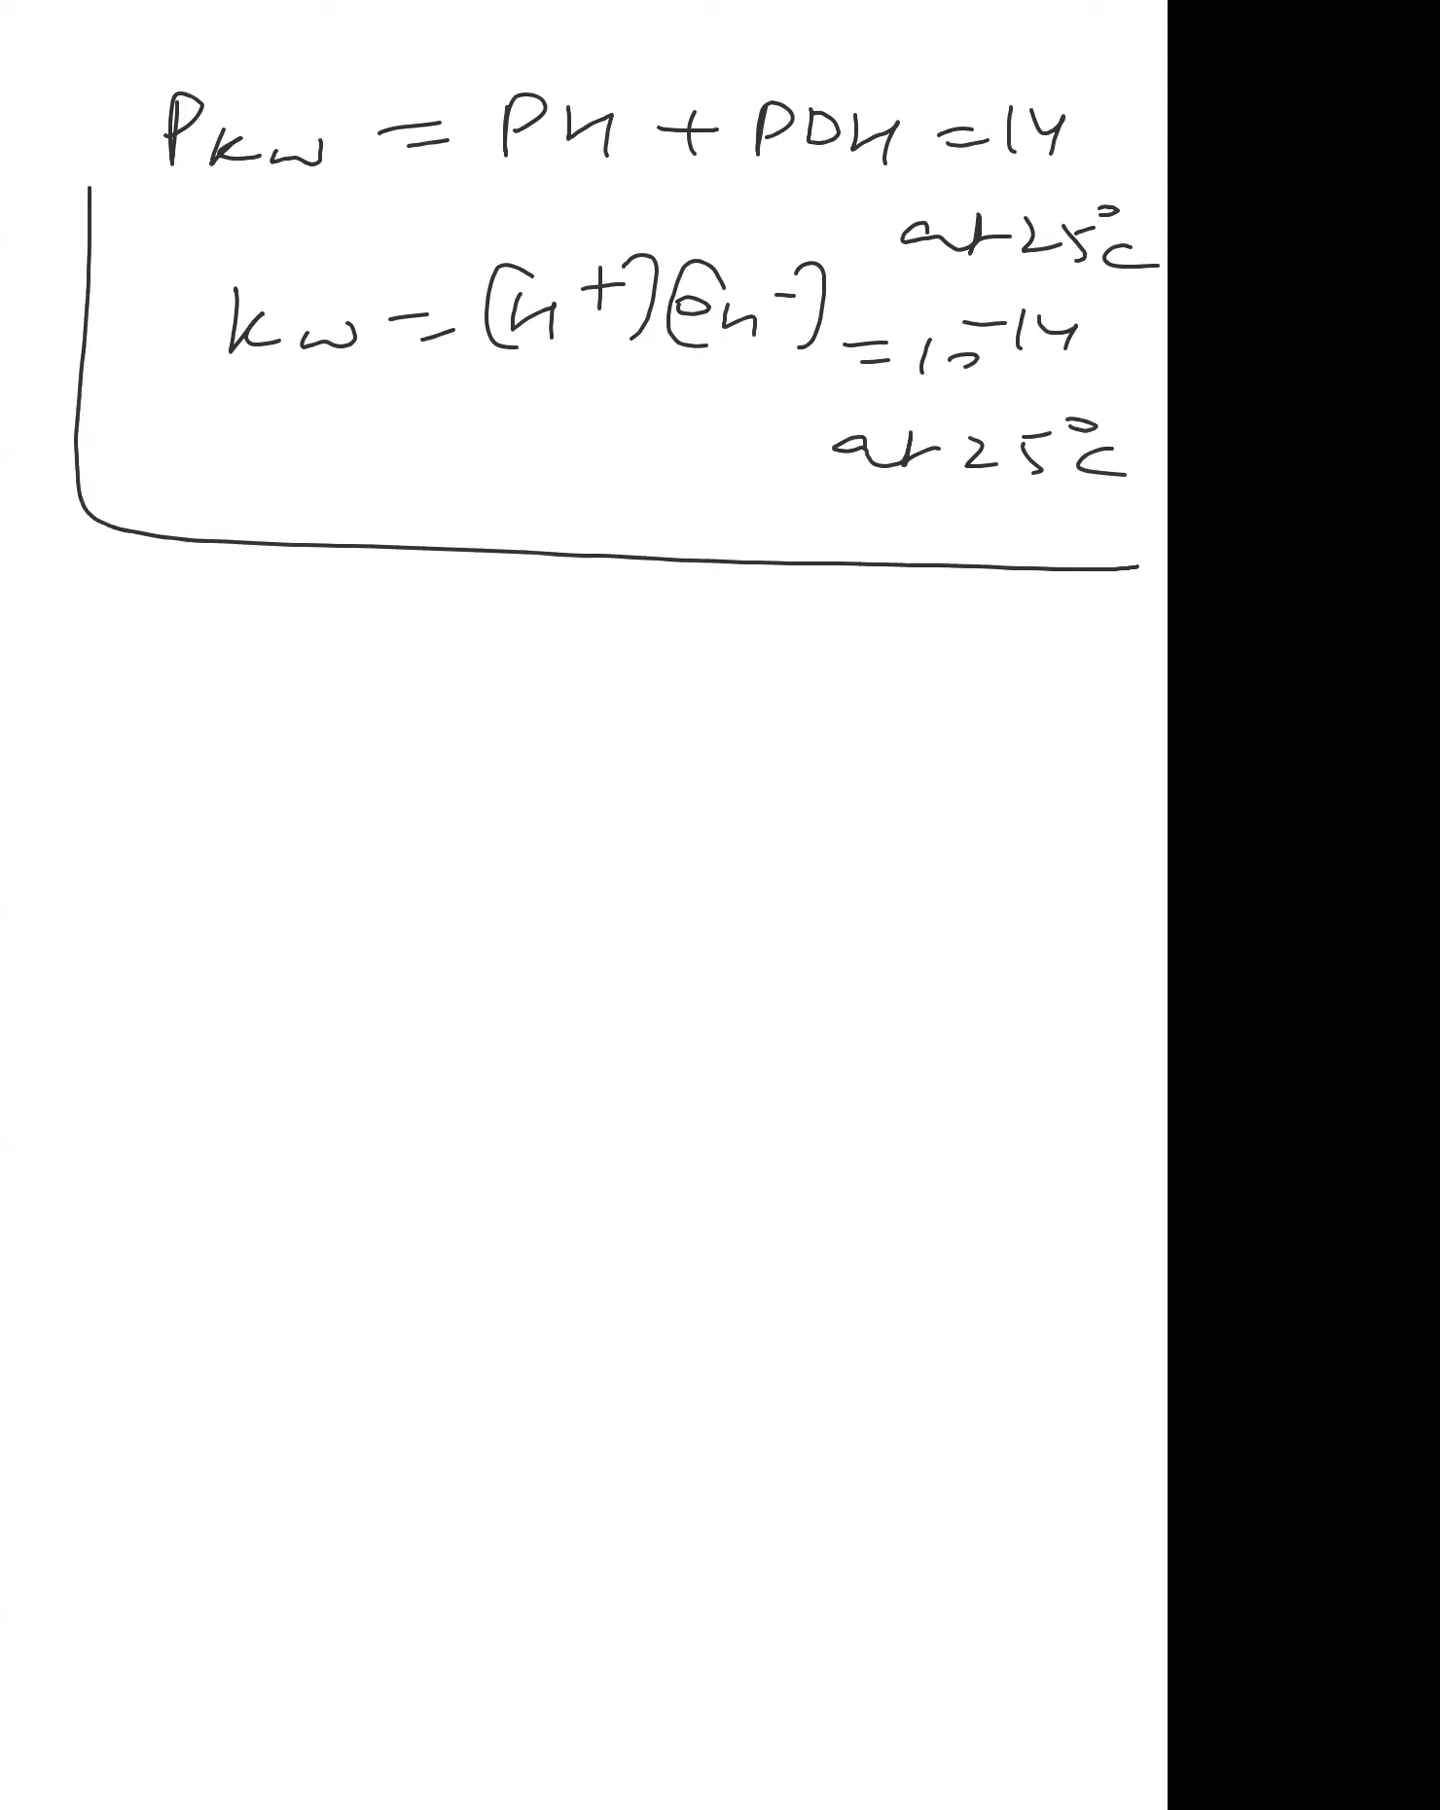 PKw = PH + POH = 14
at 25°C
Kw = [H+][OH-] = 10^-14
at 25°C